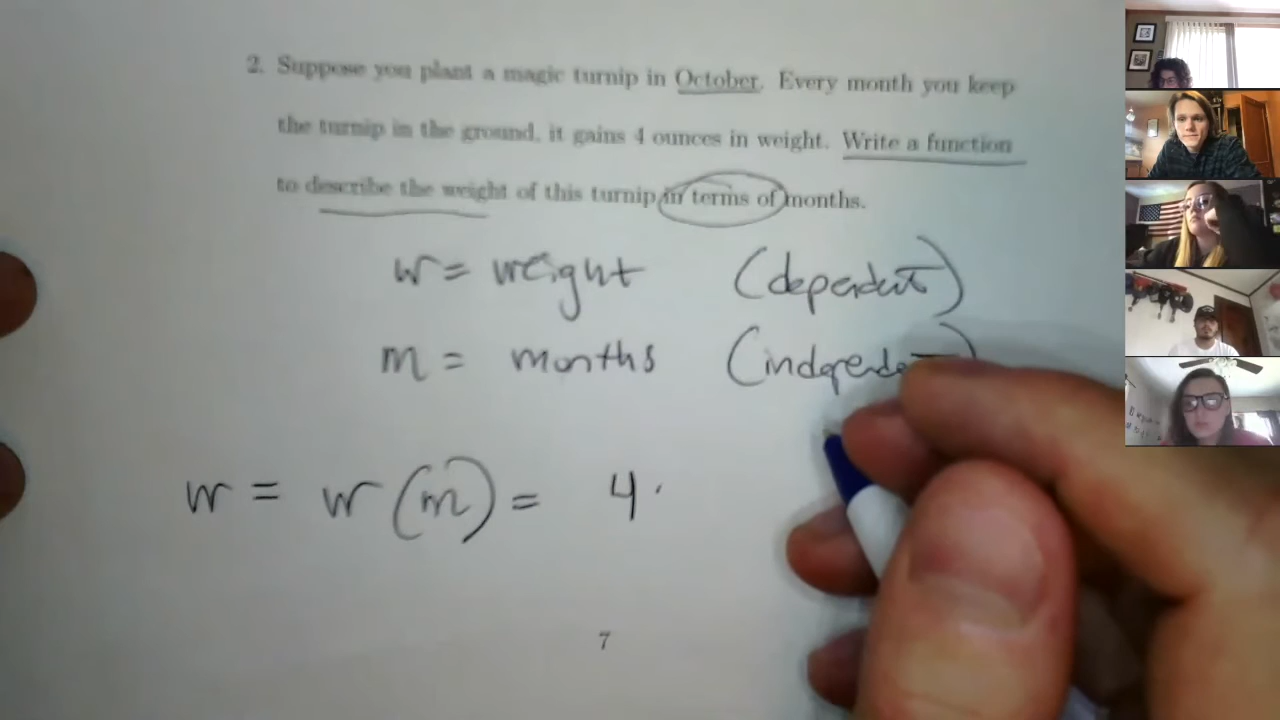 2. Suppose you plant a magic turnip in October. Every month you keep
the turnip in the ground, it gains 4 ounces in weight. Write a function
to describe the weight of this turnip in terms of months.
w = weight (dependent)
m = months
w = w(m) = 4 ·
7